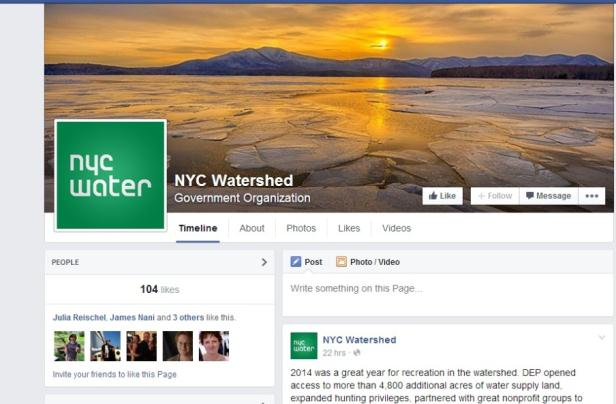 nyc
water
NYC Watershed
Government Organization
Like
+ Follow
Message
•••
Timeline
About
Photos
Likes
Videos
PEOPLE
104 likes
Julia Reischel, James Nani and 3 others like this.
Invite your friends to like this Page
Post
Photo / Video
Write something on this Page...
nyc
water
NYC Watershed
22 hrs ·
2014 was a great year for recreation in the watershed. DEP opened
access to more than 4,800 additional acres of water supply land,
expanded hunting privileges, partnered with great nonprofit groups to